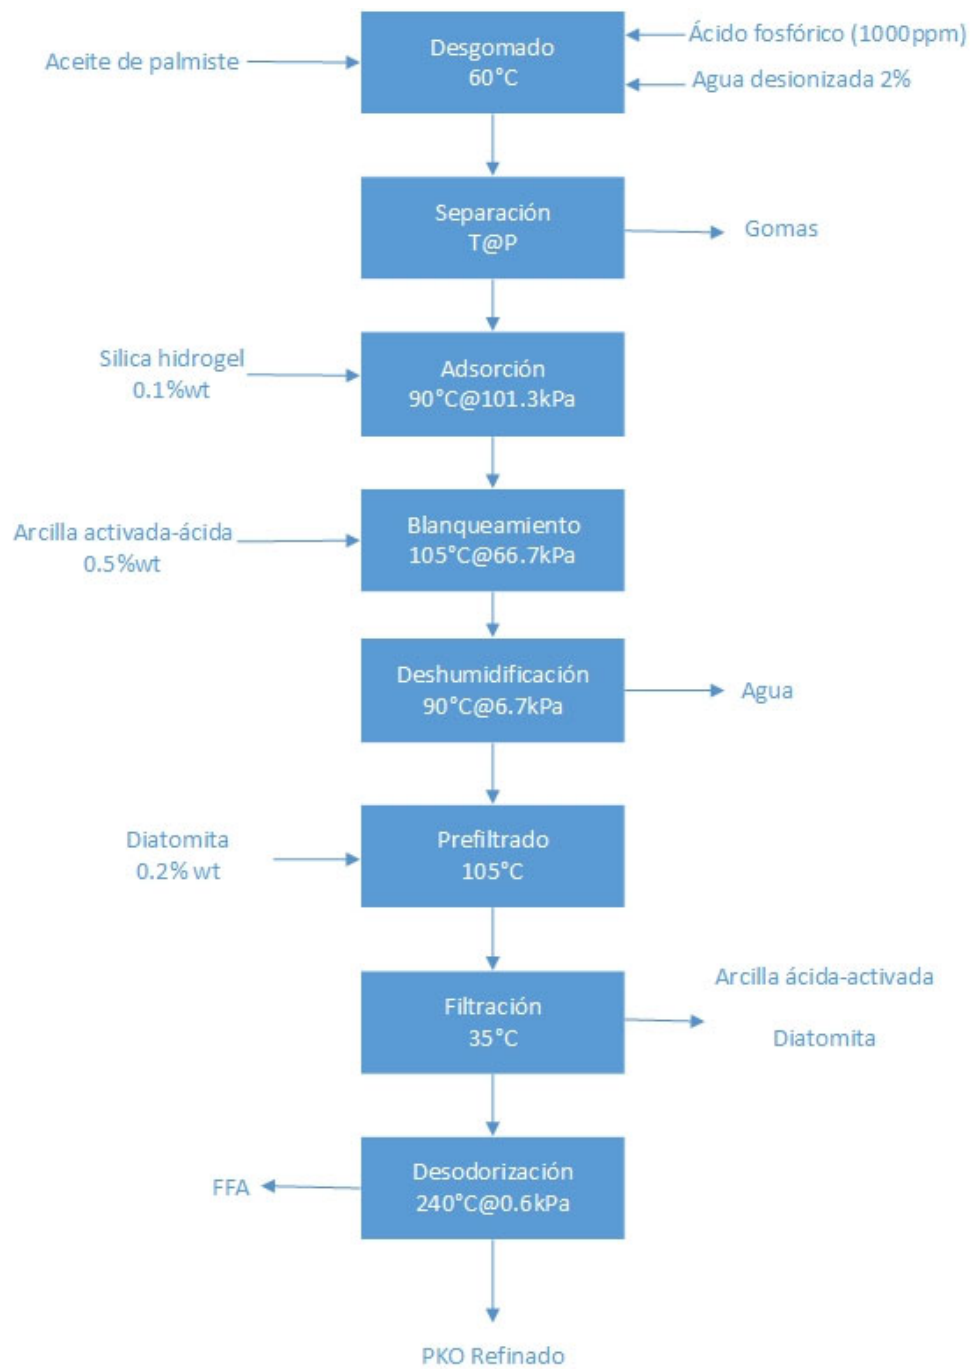 Aceite de palmiste
Desgomado
60°C
Ácido fosfórico (1000ppm)
Agua desionizada 2%
Separación
T@P
Gomas
Silica hidrogel
0.1%wt
Adsorción
90°C@101.3kPa
Arcilla activada-ácida
0.5%wt
Blanqueamiento
105°C@66.7kPa
Deshumidificación
90°C@6.7kPa
Agua
Diatomita
0.2% wt
Prefiltrado
105°C
Filtración
35°C
Arcilla ácida-activada
Diatomita
FFA
Desodorización
240°C@0.6kPa
PKO Refinado